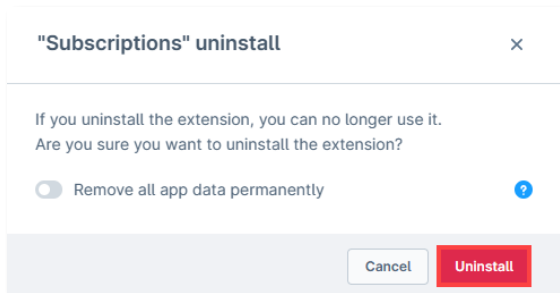 "Subscriptions" uninstall
If you uninstall the extension, you can no longer use it.
Are you sure you want to uninstall the extension?
Remove all app data permanently
?
Cancel
Uninstall